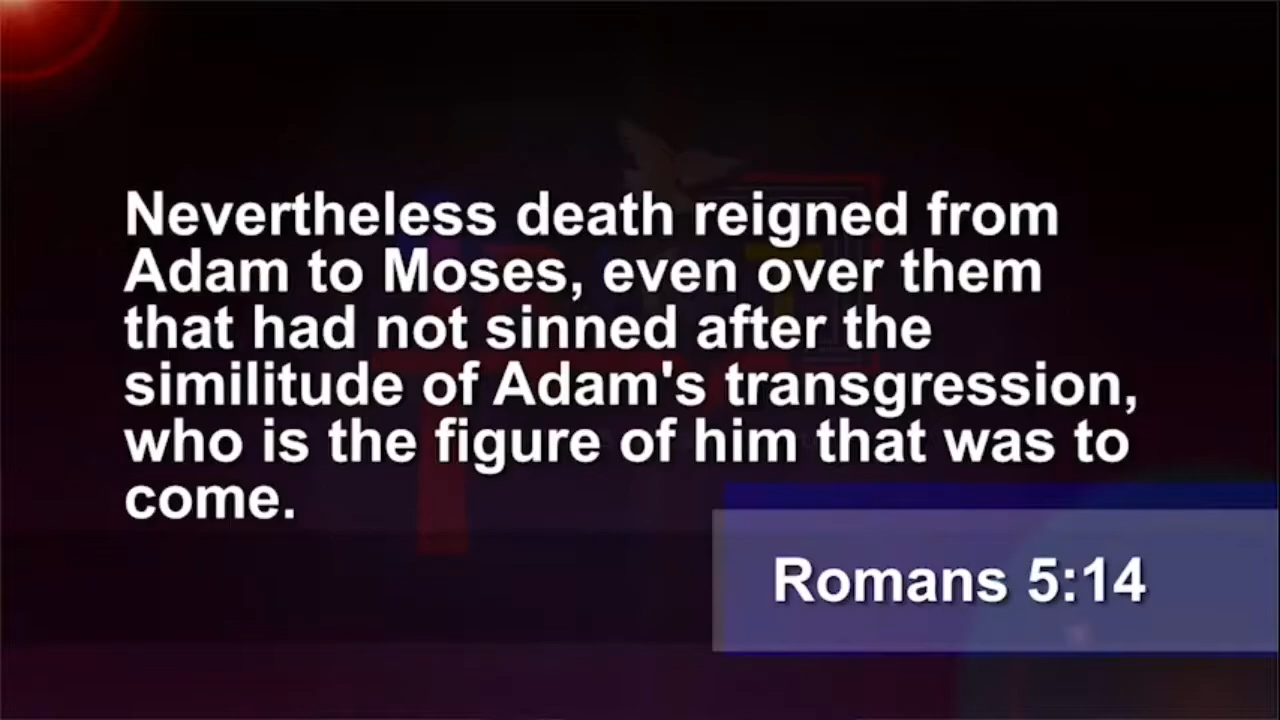 Nevertheless death reigned from
Adam to Moses, even over them
that had not sinned after the
similitude of Adam's transgression,
who is the figure of him that was to
come.
Romans 5:14